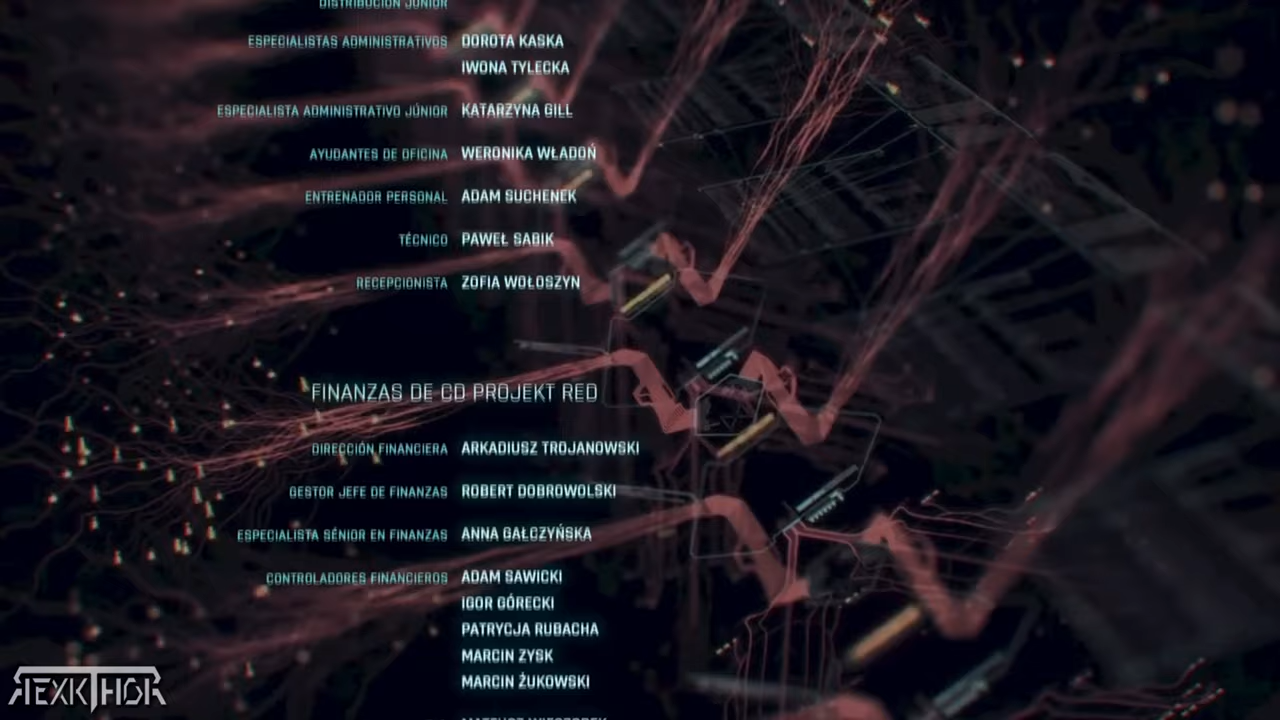 DISTRIBUCIÓN JÚNIOR
ESPECIALISTAS ADMINISTRATIVOS DOROTA KASKA
IWONA TYLECKA
ESPECIALISTA ADMINISTRATIVO JÚNIOR KATARZYNA GILL
AYUDANTES DE OFICINA WERONIKA WŁADOŃ
ENTRENADOR PERSONAL ADAM SUCHENEK
TÉCNICO PAWEŁ SABIK
RECEPCIONISTA ZOFIA WOŁOSZYN
FINANZAS DE CD PROJEKT RED
DIRECCIÓN FINANCIERA ARKADIUSZ TROJANOWSKI
GESTOR JEFE DE FINANZAS ROBERT DOBROWOLSKI
ESPECIALISTA SÉNIOR EN FINANZAS ANNA GAŁCZYŃSKA
CONTROLADORES FINANCIEROS ADAM SAWICKI
IGOR GÓRECKI
PATRYCJA RUBACHA
MARCIN ZYSK
MARCIN ŻUKOWSKI
REXKTHOR